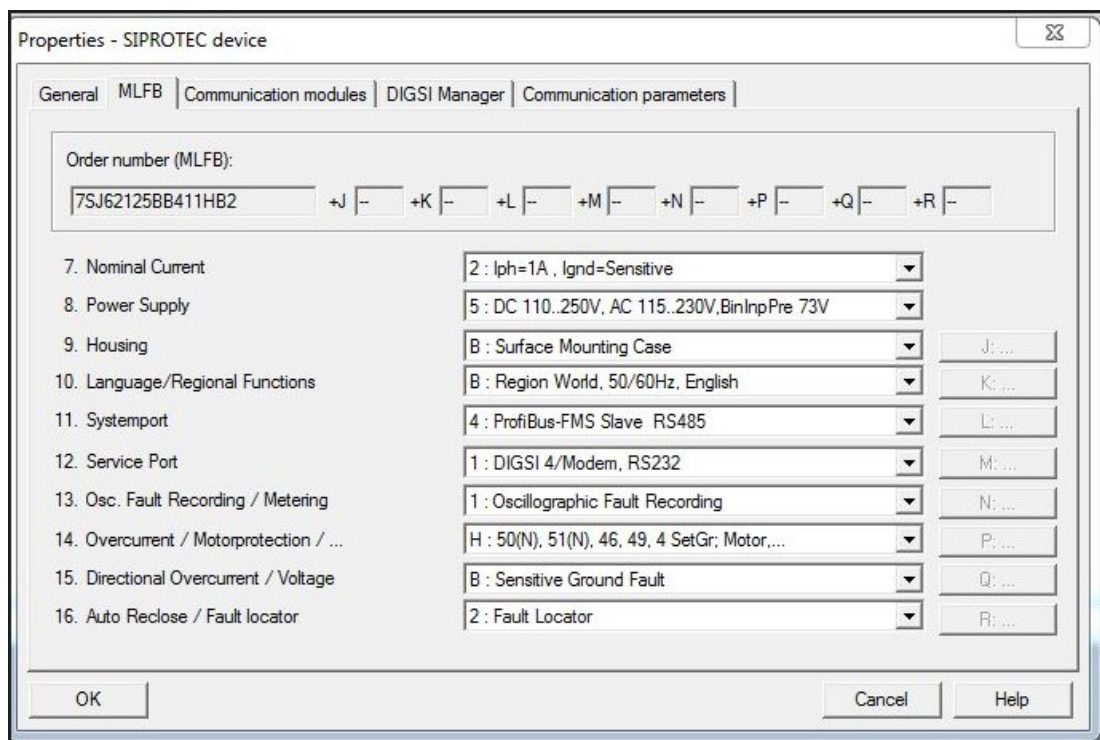 Properties - SIPROTEC device
General MLFB Communication modules DIGSI Manager Communication parameters
Order number (MLFB):
7SJ62125BB411HB2 +J -- +K -- +L -- +M -- +N -- +P -- +Q -- +R --
7. Nominal Current 2 : Iph=1A , Ignd=Sensitive
8. Power Supply 5 : DC 110..250V, AC 115..230V,BinInpPre 73V
9. Housing B : Surface Mounting Case J: ...
10. Language/Regional Functions B : Region World, 50/60Hz, English K: ...
11. Systemport 4 : ProfiBus-FMS Slave RS485 L: ...
12. Service Port 1 : DIGSI 4/Modem, RS232 M: ...
13. Osc. Fault Recording / Metering 1 : Oscillographic Fault Recording N: ...
14. Overcurrent / Motorprotection / ... H : 50(N), 51(N), 46, 49, 4 SetGr; Motor,... P: ...
15. Directional Overcurrent / Voltage B : Sensitive Ground Fault Q: ...
16. Auto Reclose / Fault locator 2 : Fault Locator R: ...
OK Cancel Help